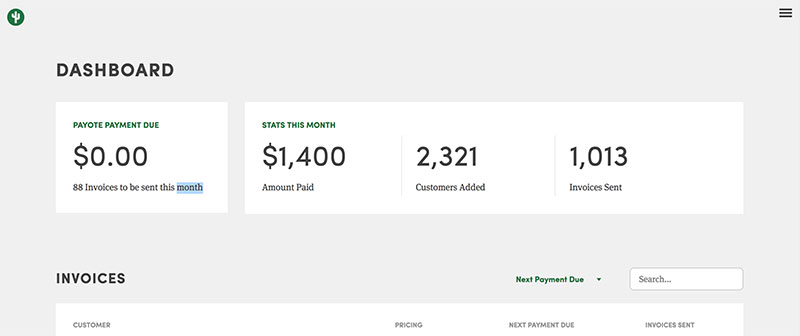 DASHBOARD
PAYOTE PAYMENT DUE
$0.00
88 Invoices to be sent this month
STATS THIS MONTH
$1,400
Amount Paid
2,321
Customers Added
1,013
Invoices Sent
INVOICES
Next Payment Due
Search...
CUSTOMER
PRICING
NEXT PAYMENT DUE
INVOICES SENT